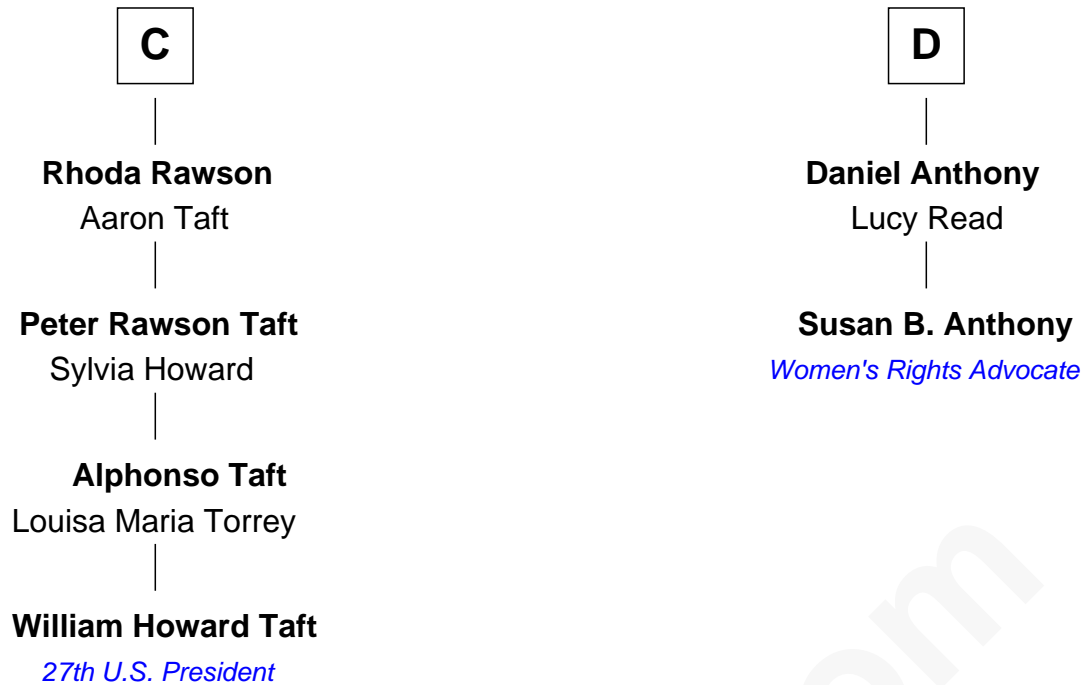 C
Rhoda Rawson
Aaron Taft
Peter Rawson Taft
Sylvia Howard
Alphonso Taft
Louisa Maria Torrey
William Howard Taft
27th U.S. President
D
Daniel Anthony
Lucy Read
Susan B. Anthony
Women's Rights Advocate
om